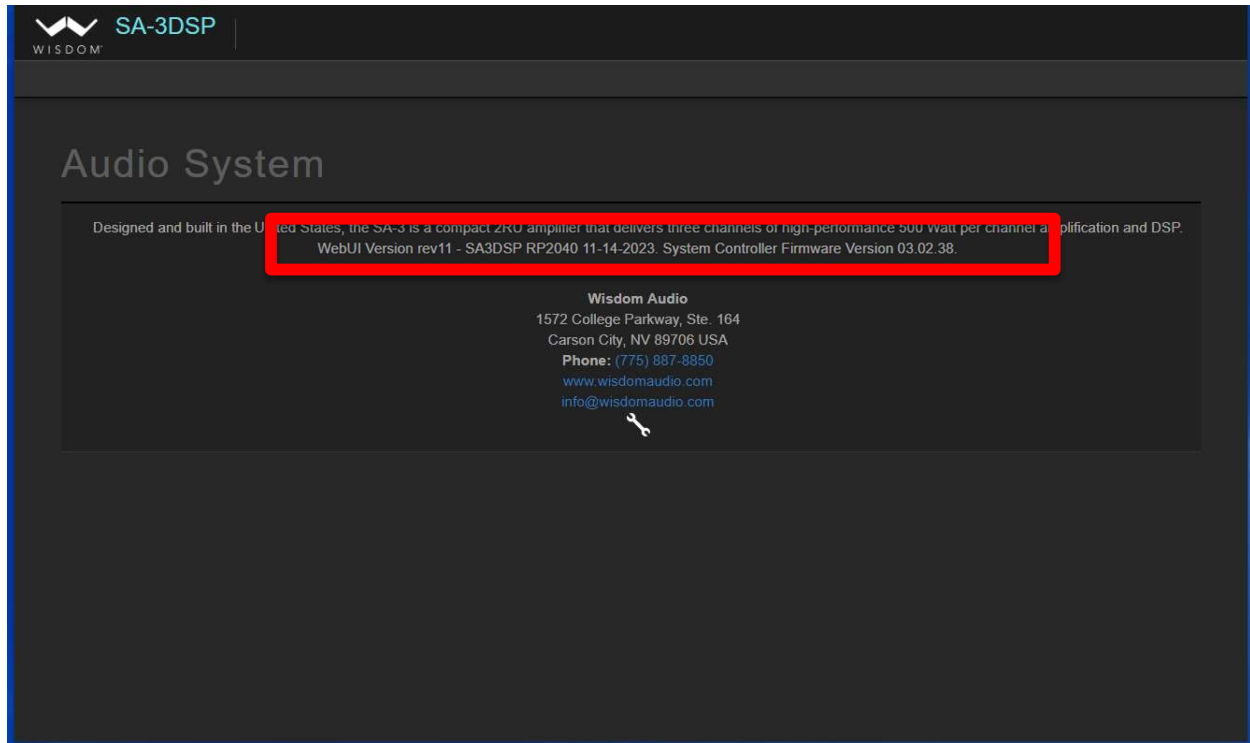 SA-3DSP
WISDOM
Audio System
Designed and built in the United States, the SA-3 is a compact 2RU amplifier that delivers three channels of high-performance 500 Watt per channel amplification and DSP.
WebUI Version rev11 - SA3DSP RP2040 11-14-2023. System Controller Firmware Version 03.02.38.
Wisdom Audio
1572 College Parkway, Ste. 164
Carson City, NV 89706 USA
Phone: (775) 887-8850
www.wisdomaudio.com
info@wisdomaudio.com